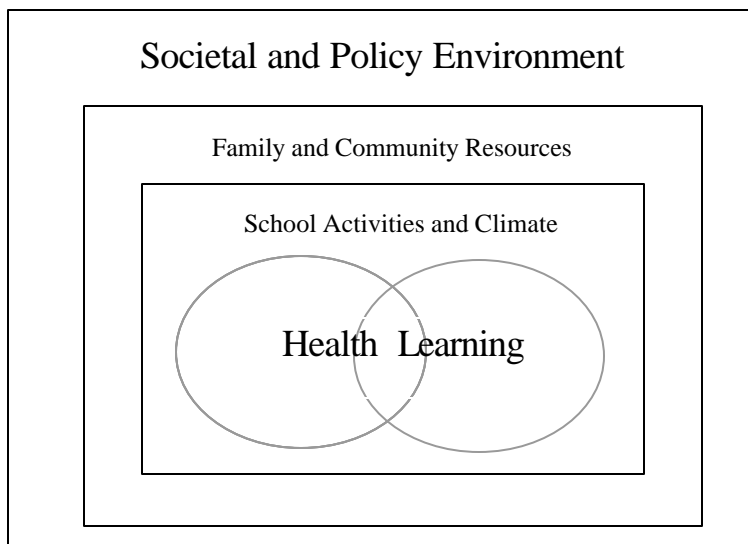 Societal and Policy Environment
Family and Community Resources
School Activities and Climate
Health Learning